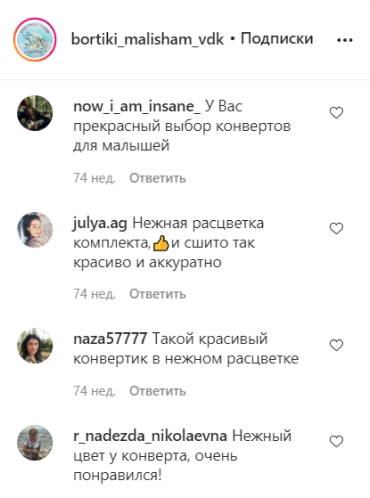 bortiki_malisham_vdk • Подписки
now_i_am_insane_ У Вас
прекрасный выбор конвертов
для малышей
74 нед. Ответить
julya.ag Нежная расцветка
комплекта,👍и сшито так
красиво и аккуратно
74 нед. Ответить
naza57777 Такой красивый
конвертик в нежном расцветке
74 нед. Ответить
r_nadezda_nikolaevna Нежный
цвет у конверта, очень
понравился!